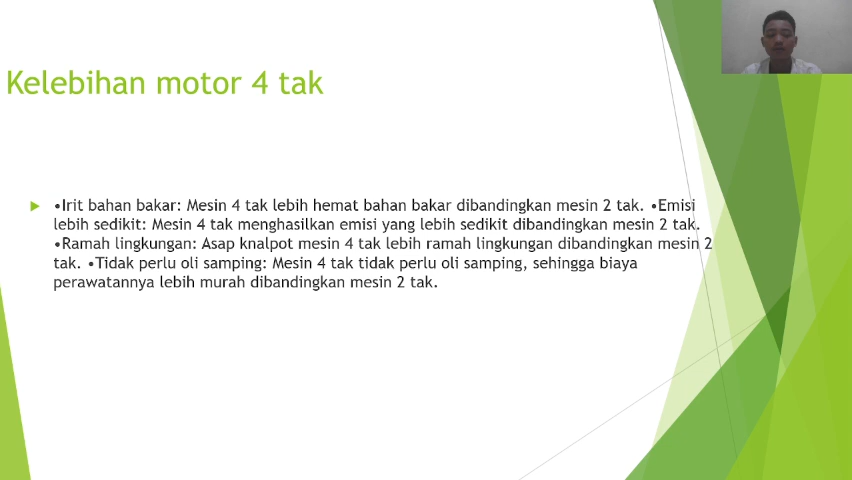 Kelebihan motor 4 tak
•Irit bahan bakar: Mesin 4 tak lebih hemat bahan bakar dibandingkan mesin 2 tak. •Emisi
lebih sedikit: Mesin 4 tak menghasilkan emisi yang lebih sedikit dibandingkan mesin 2 tak.
•Ramah lingkungan: Asap knalpot mesin 4 tak lebih ramah lingkungan dibandingkan mesin 2
tak. •Tidak perlu oli samping: Mesin 4 tak tidak perlu oli samping, sehingga biaya
perawatannya lebih murah dibandingkan mesin 2 tak.